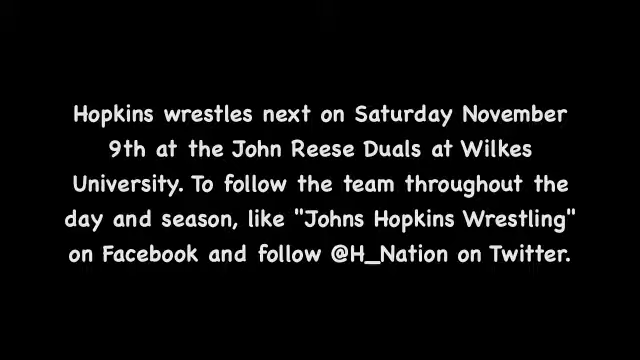 Hopkins wrestles next on Saturday November
9th at the John Reese Duals at Wilkes
University. To follow the team throughout the
day and season, like "Johns Hopkins Wrestling"
on Facebook and follow @H_Nation on Twitter.